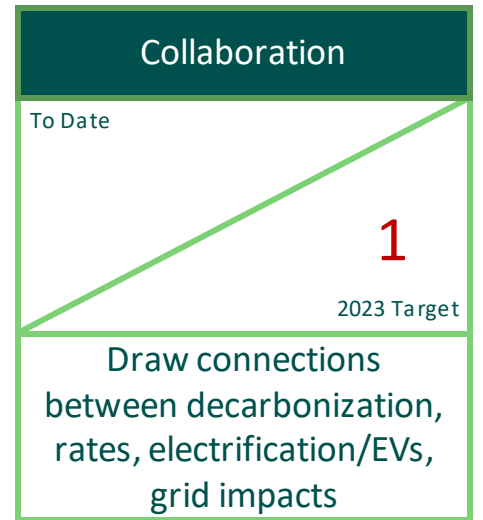 Collaboration
To Date
1
2023 Target
Draw connections
between decarbonization,
rates, electrification/EVs,
grid impacts